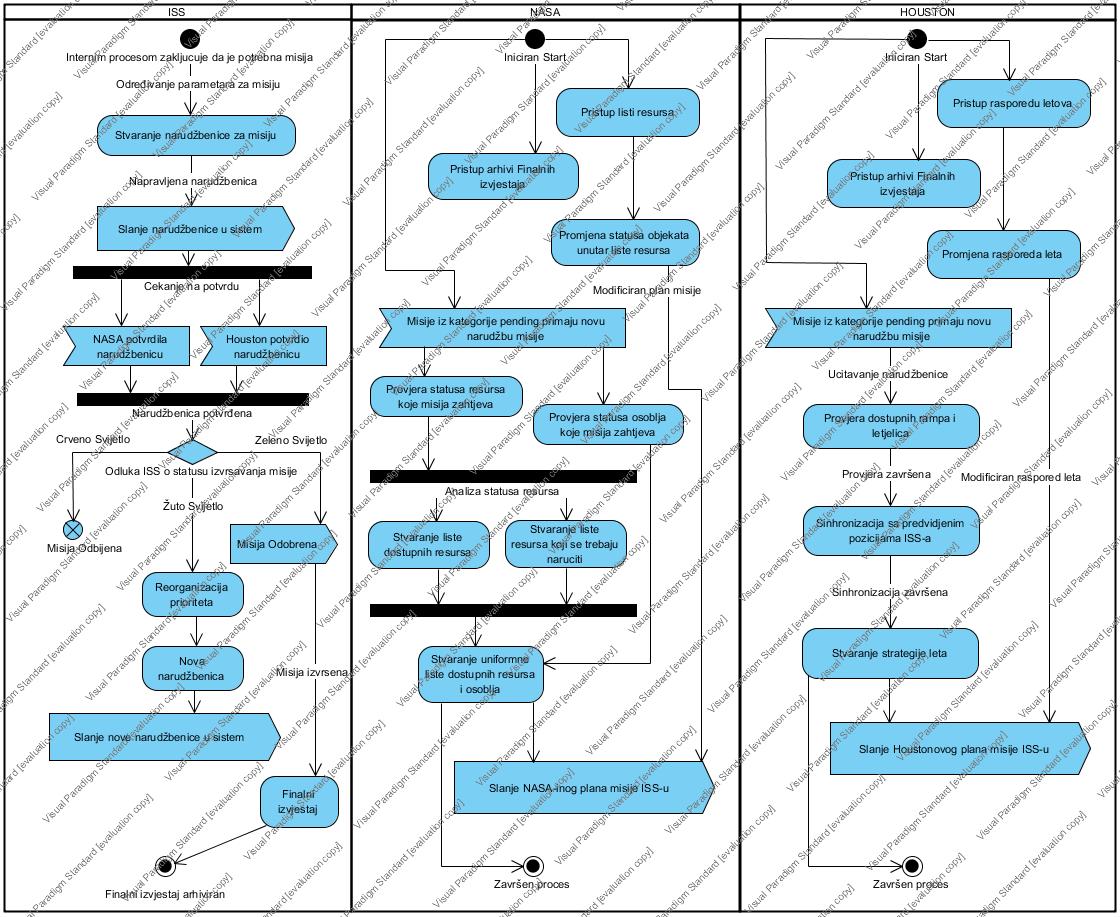 ISS
NASA
HOUSTON
Internim procesom zakljucuje da je potrebna misija
Određivanje parametara za misiju
Stvaranje narudžbenice za misiju
Napravljena narudžbenica
Slanje narudžbenice u sistem
Cekanje na potvrdu
NASA potvrdila
narudžbenicu
Houston potvrdio
narudžbenicu
Narudžbenica potvrđena
Crveno Svijetlo
Zeleno Svijetlo
Odluka ISS o statusu izvrsavanja misije
Žuto Svijetlo
Misija Odbijena
Misija Odobrena
Reorganizacija
prioriteta
Nova
narudžbenica
Misija izvrsena
Slanje nove narudžbenice u sistem
Finalni
izvjestaj
Finalni izvjestaj arhiviran
Iniciran Start
Pristup listi resursa
Pristup arhivi Finalnih
izvjestaja
Promjena statusa objekata
unutar liste resursa
Modificiran plan misije
Misije iz kategorije pending primaju novu
narudžbu misije
Provjera statusa resursa
koje misija zahtjeva
Provjera statusa osoblja
koje misija zahtjeva
Analiza statusa resursa
Stvaranje liste
dostupnih resursa
Stvaranje liste
resursa koji se trebaju
naruciti
Stvaranje uniformne
liste dostupnih resursa
i osoblja
Slanje NASA-inog plana misije ISS-u
Završen proces
Iniciran Start
Pristup rasporedu letova
Pristup arhivi Finalnih
izvjestaja
Promjena rasporeda leta
Misije iz kategorije pending primaju novu
narudžbu misije
Ucitavanje narudžbenice
Provjera dostupnih rampa i
letjelica
Provjera završena
Modificiran raspored leta
Sinhronizacija sa predvidjenim
pozicijama ISS-a
Sinhronizacija završena
Stvaranje strategije leta
Slanje Houstonovog plana misije ISS-u
Završen proces
Visual Paradigm Standard [evaluation copy]